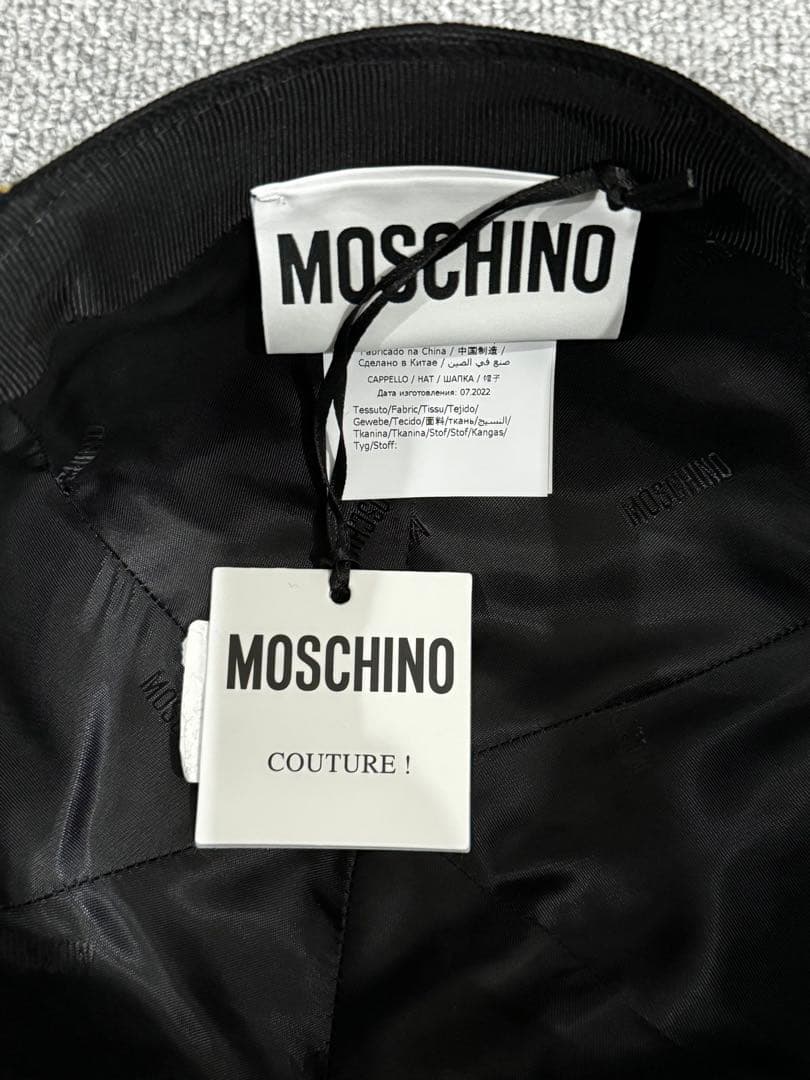 MOSCHINO
Fabricado na China / 中国制造 /
Сделано в Китае / صنع في الصين
CAPPELLO / HAT / ШАПКА / 帽子
Дата изготовления: 07.2022
Tessuto/Fabric/Tissu/Tejido/
Gewebe/Tecido/面料/ткань/النسيج/
Tkanina/Tkanina/Stof/Stof/Kangas/
Tyg/Stoff:
MOSCHINO
MOSCHINO
COUTURE !